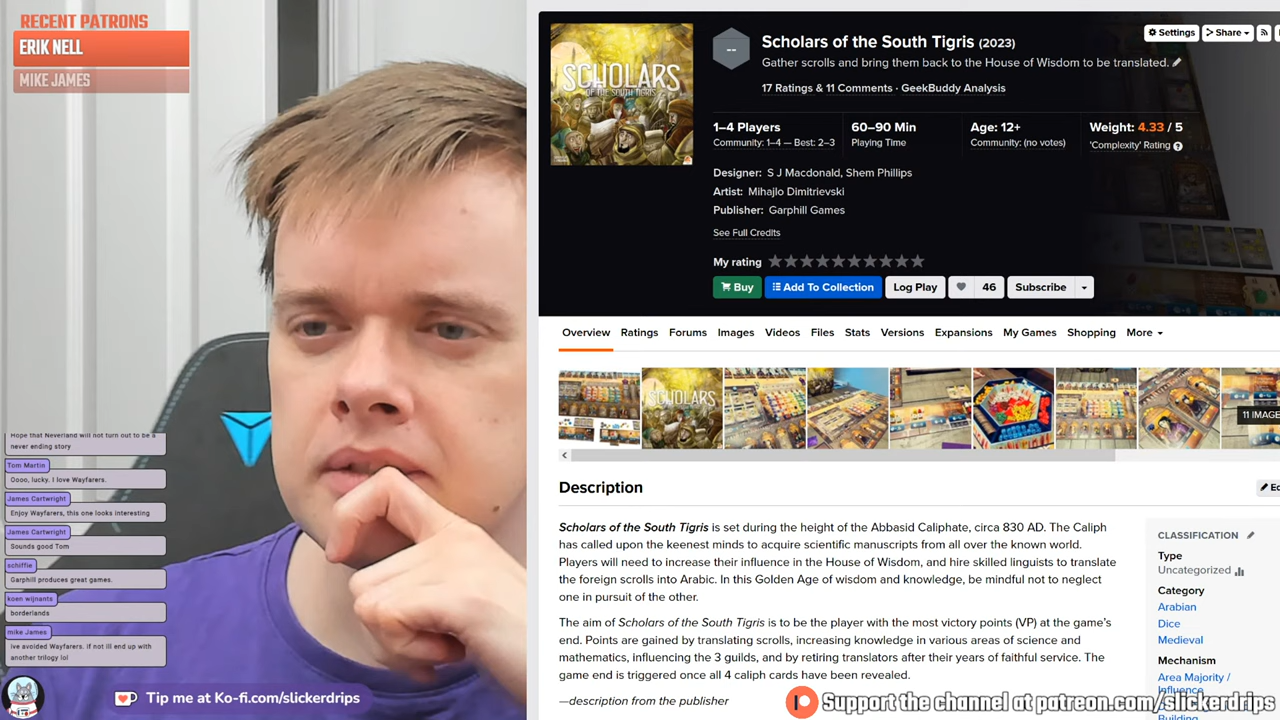 RECENT PATRONS
ERIK NELL
MIKE JAMES
Hope that Neverland will not turn out to be a
never ending story
Tom Martin
Oooo, lucky. I love Wayfarers.
James Cartwright
Enjoy Wayfarers, this one looks interesting
James Cartwright
Sounds good Tom
schiffie
Garphill produces great games.
koen wijnants
borderlands
mike James
Ive avoided Wayfarers. if not ill end up with
another trilogy lol
Tip me at Ko-fi.com/slickerdrips
SCHOLARS
OF THE SOUTH TIGRIS
--
Scholars of the South Tigris (2023)
Gather scrolls and bring them back to the House of Wisdom to be translated.
Settings
Share
17 Ratings & 11 Comments · GeekBuddy Analysis
1–4 Players
Community: 1–4 — Best: 2–3
60–90 Min
Playing Time
Age: 12+
Community: (no votes)
Weight: 4.33 / 5
'Complexity' Rating
Designer: S J Macdonald, Shem Phillips
Artist: Mihajlo Dimitrievski
Publisher: Garphill Games
See Full Credits
My rating
Buy
Add To Collection
Log Play
46
Subscribe
Overview Ratings Forums Images Videos Files Stats Versions Expansions My Games Shopping More
SCHOLARS
11 IMAGE
Description
Scholars of the South Tigris is set during the height of the Abbasid Caliphate, circa 830 AD. The Caliph
has called upon the keenest minds to acquire scientific manuscripts from all over the known world.
Players will need to increase their influence in the House of Wisdom, and hire skilled linguists to translate
the foreign scrolls into Arabic. In this Golden Age of wisdom and knowledge, be mindful not to neglect
one in pursuit of the other.
The aim of Scholars of the South Tigris is to be the player with the most victory points (VP) at the game's
end. Points are gained by translating scrolls, increasing knowledge in various areas of science and
mathematics, influencing the 3 guilds, and by retiring translators after their years of faithful service. The
game end is triggered once all 4 caliph cards have been revealed.
—description from the publisher
CLASSIFICATION
Type
Uncategorized
Category
Arabian
Dice
Medieval
Mechanism
Area Majority /
Influence
Building
Support the channel at patreon.com/slickerdrips